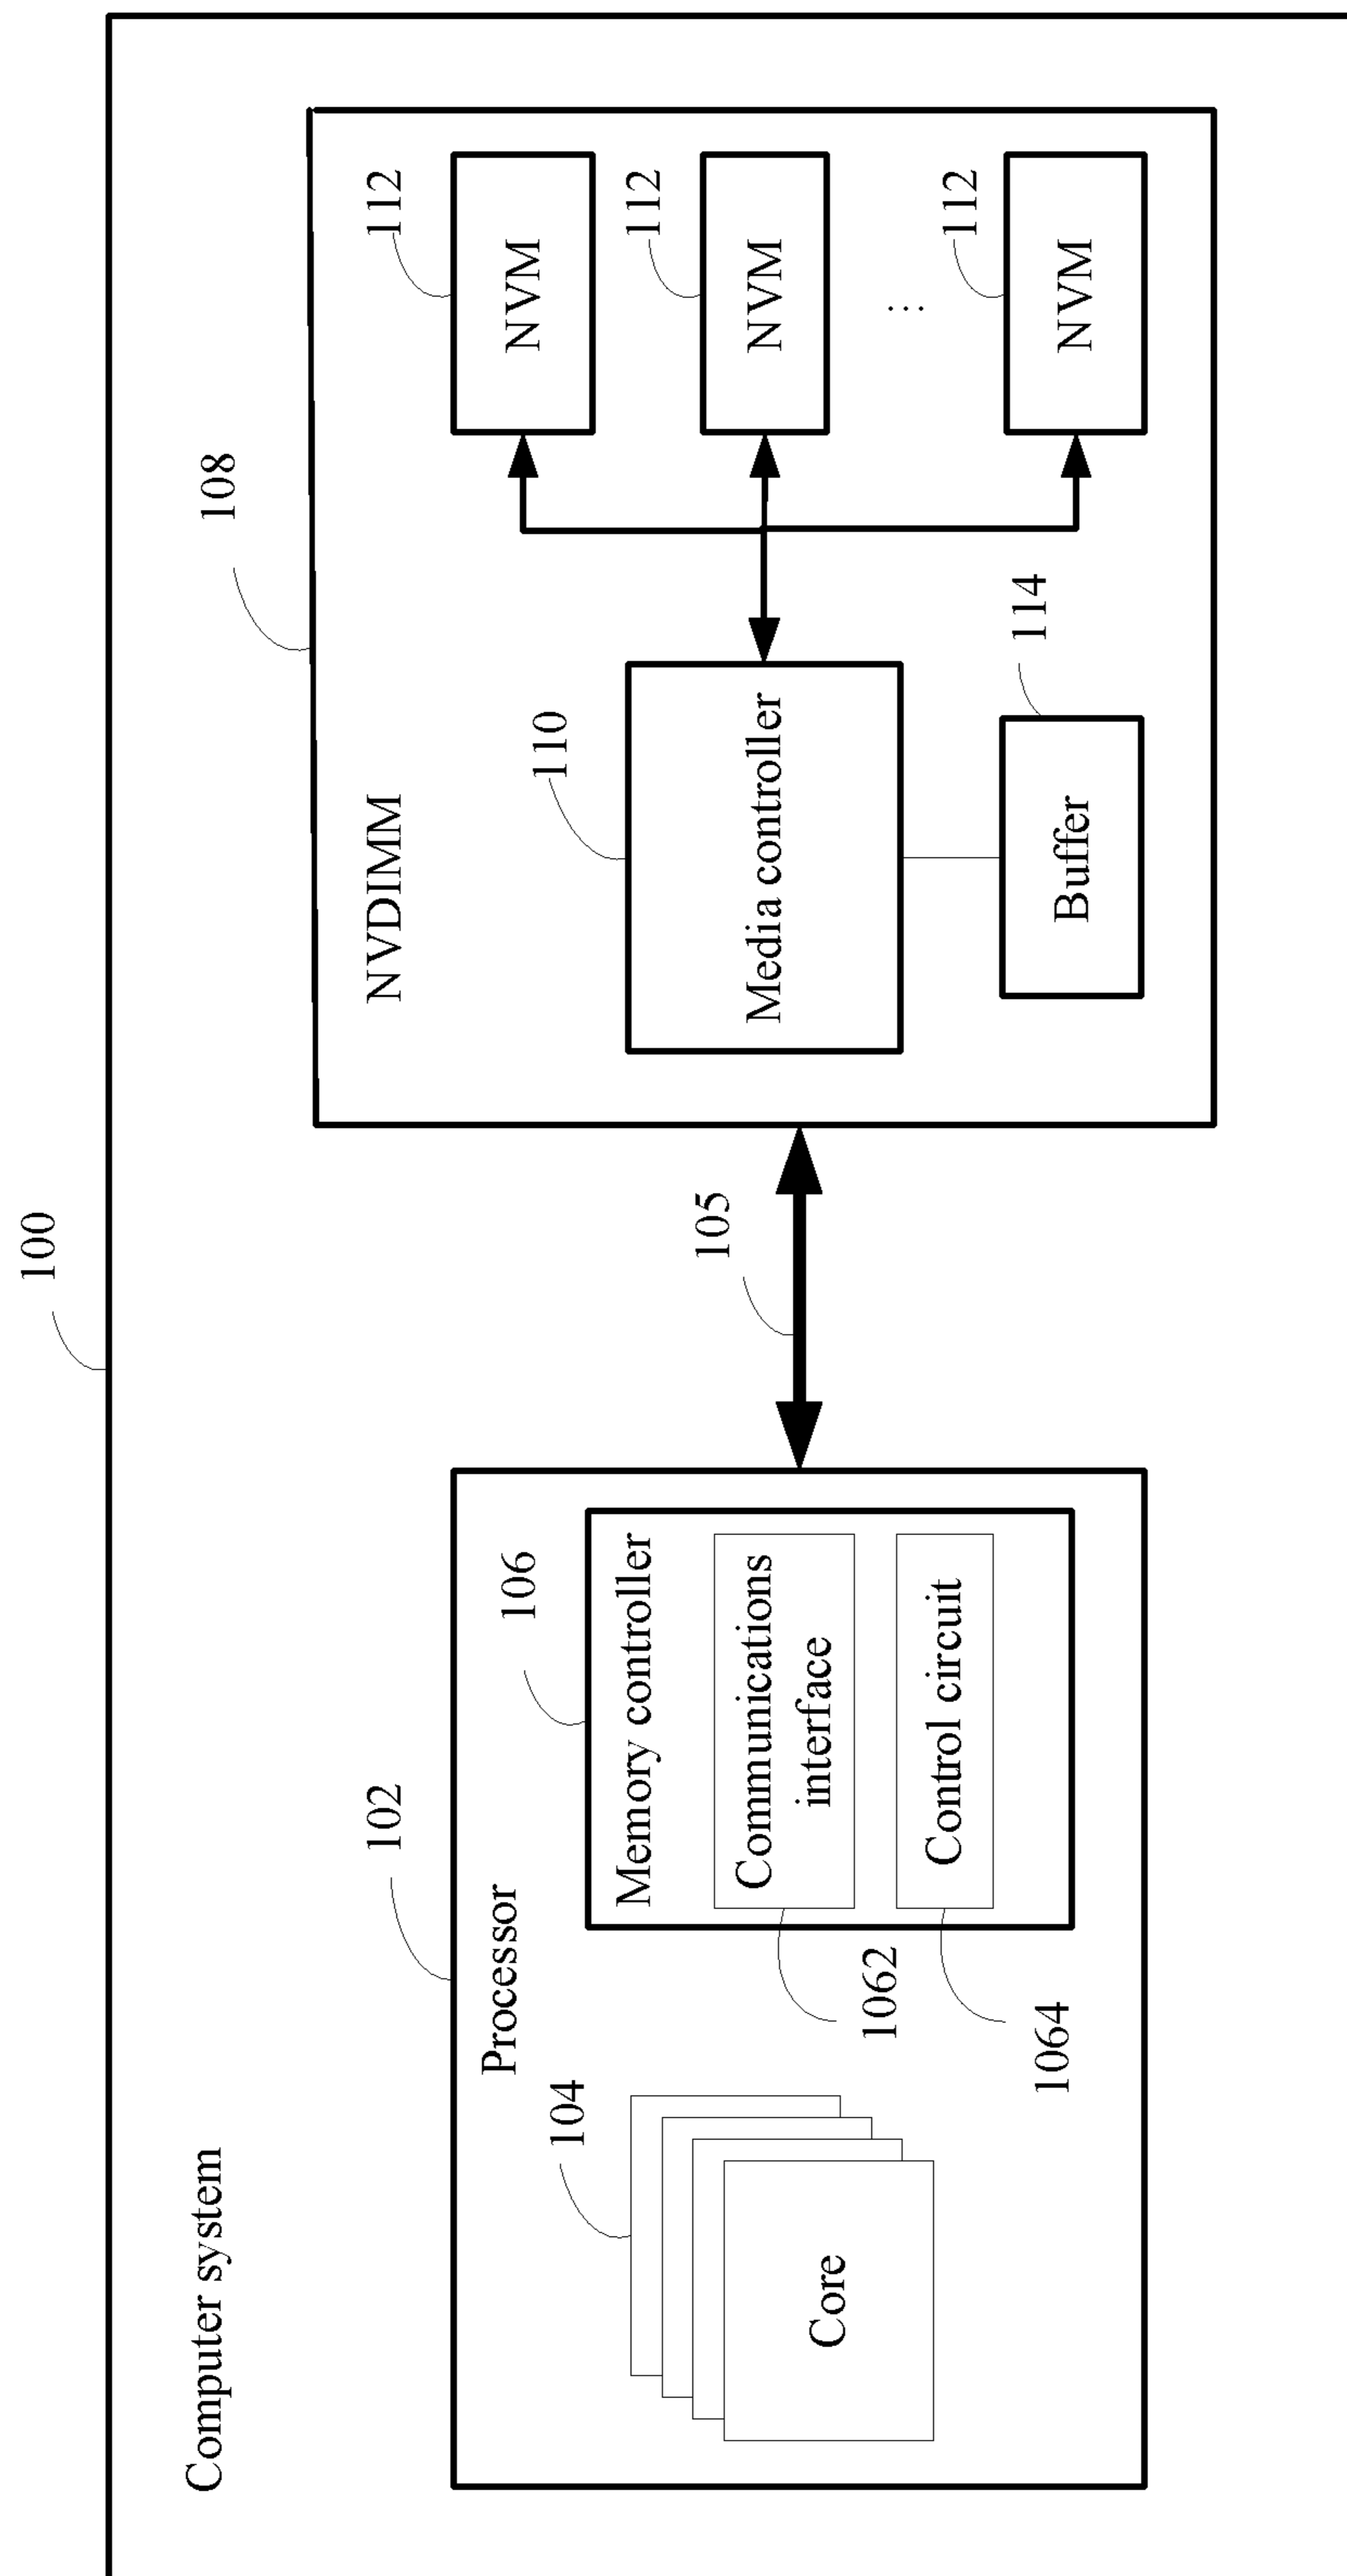 100
Computer system
102
Processor
104
Core
106
Memory controller
Communications
interface
1062
Control circuit
1064
105
108
NVDIMM
110
Media controller
114
Buffer
112
NVM
112
NVM
...
112
NVM